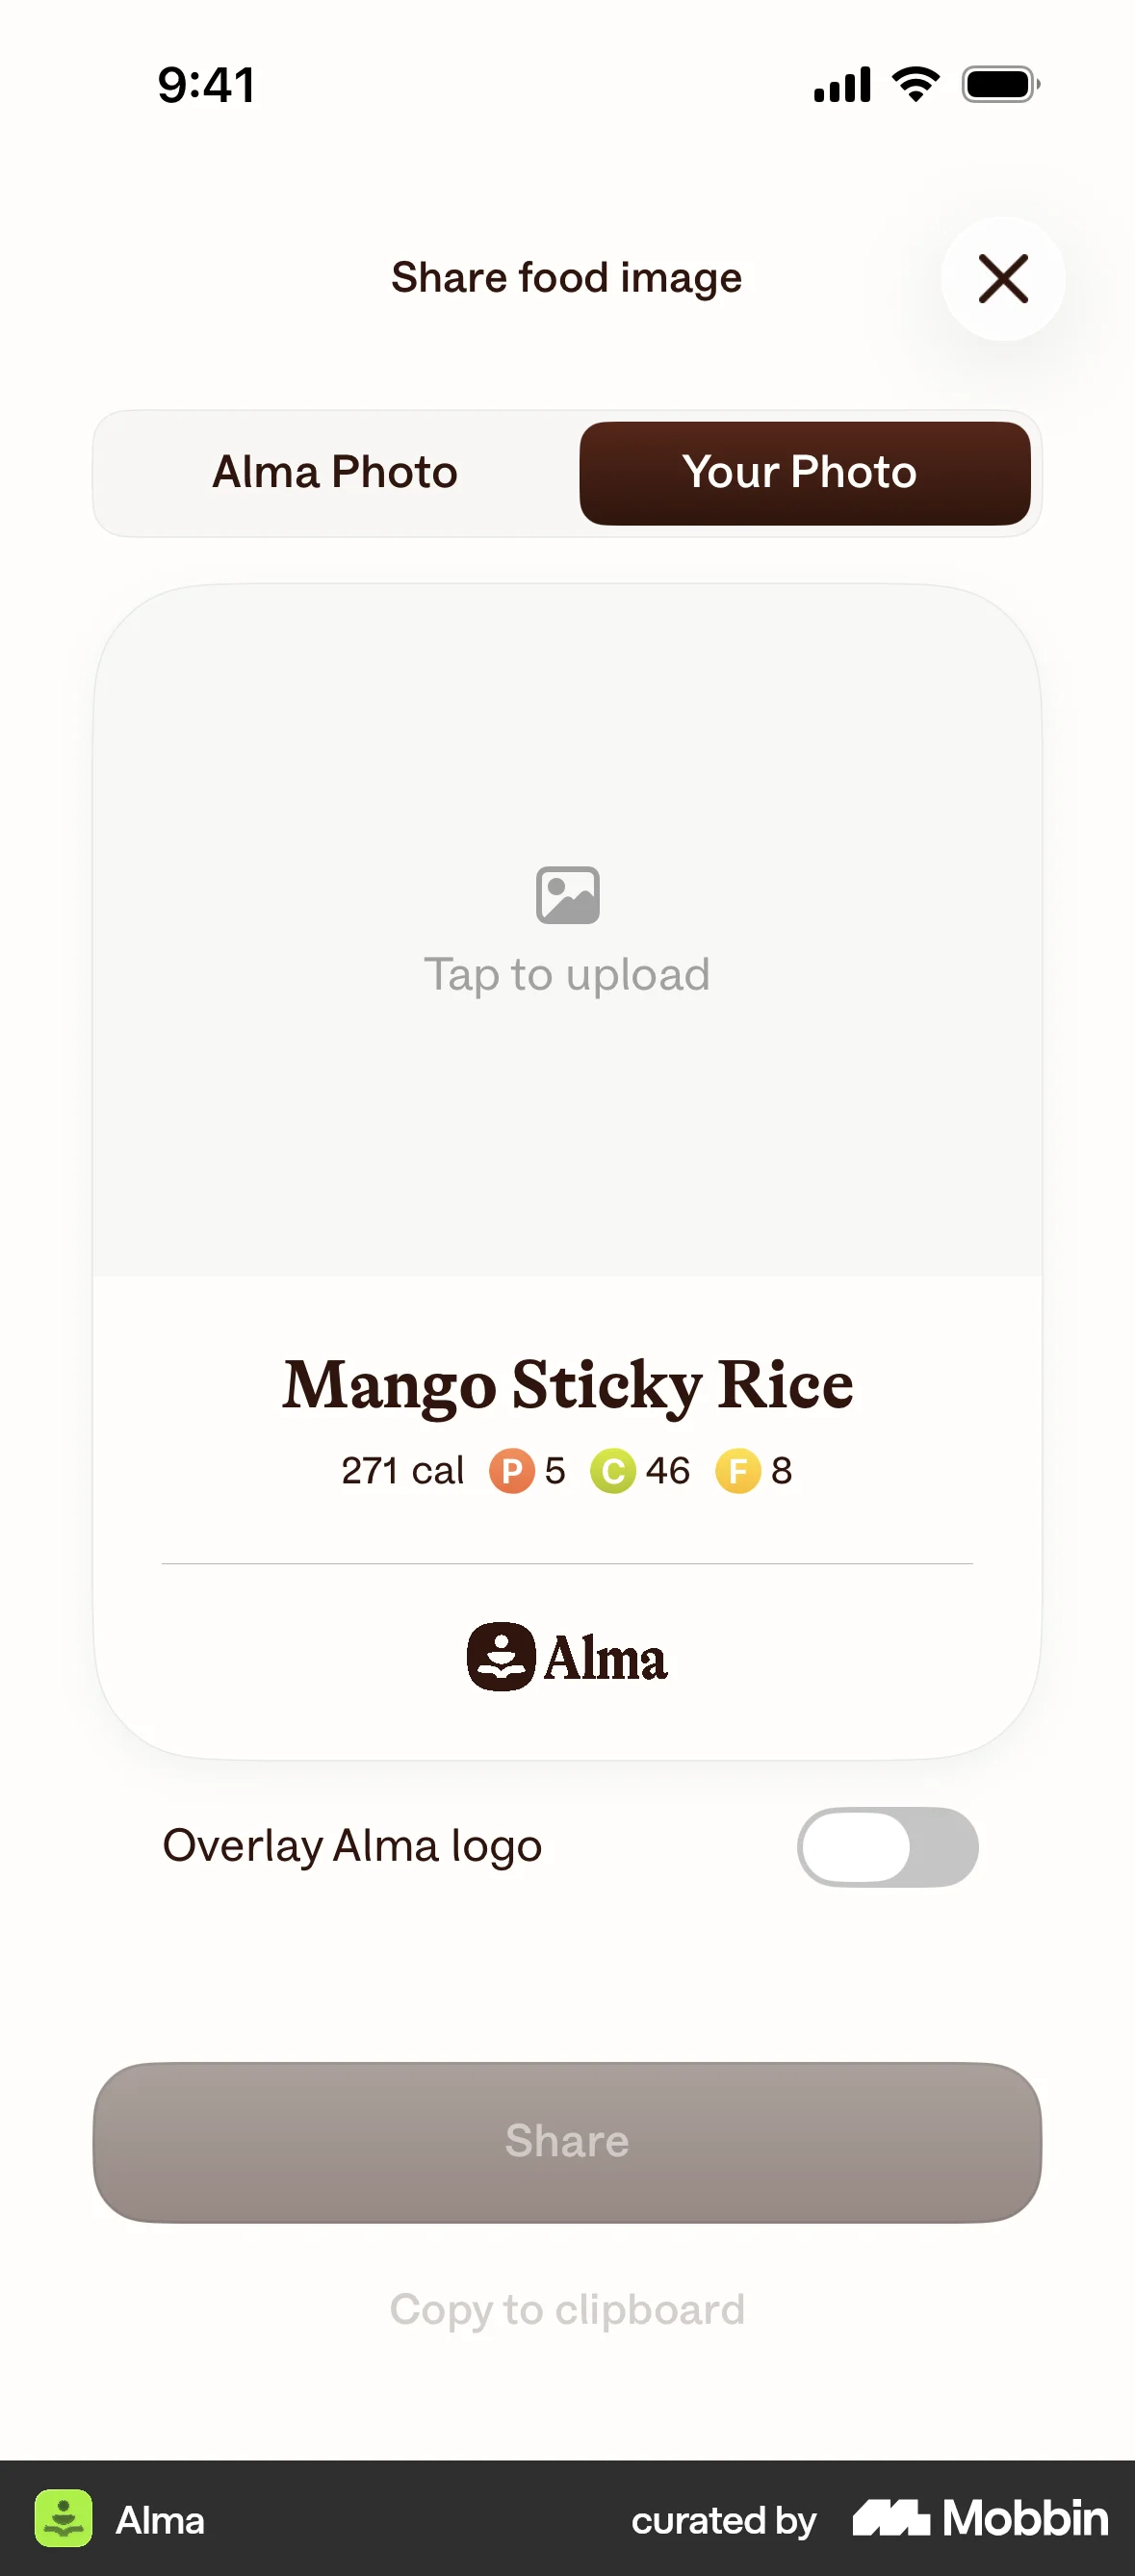 9:41
Share food image
Alma Photo
Your Photo
Tap to upload
Mango Sticky Rice
271 cal P 5 C 46 F 8
Alma
Overlay Alma logo
Share
Copy to clipboard
Alma curated by Mobbin